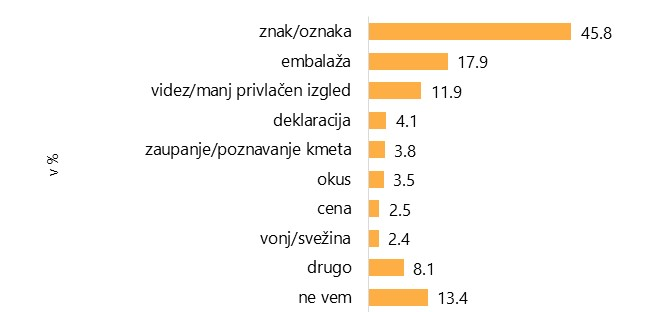 znak/oznaka 45.8
embalaža 17.9
videz/manj privlačen izgled 11.9
deklaracija 4.1
zaupanje/poznavanje kmeta 3.8
okus 3.5
cena 2.5
vonj/svežina 2.4
drugo 8.1
ne vem 13.4
v %